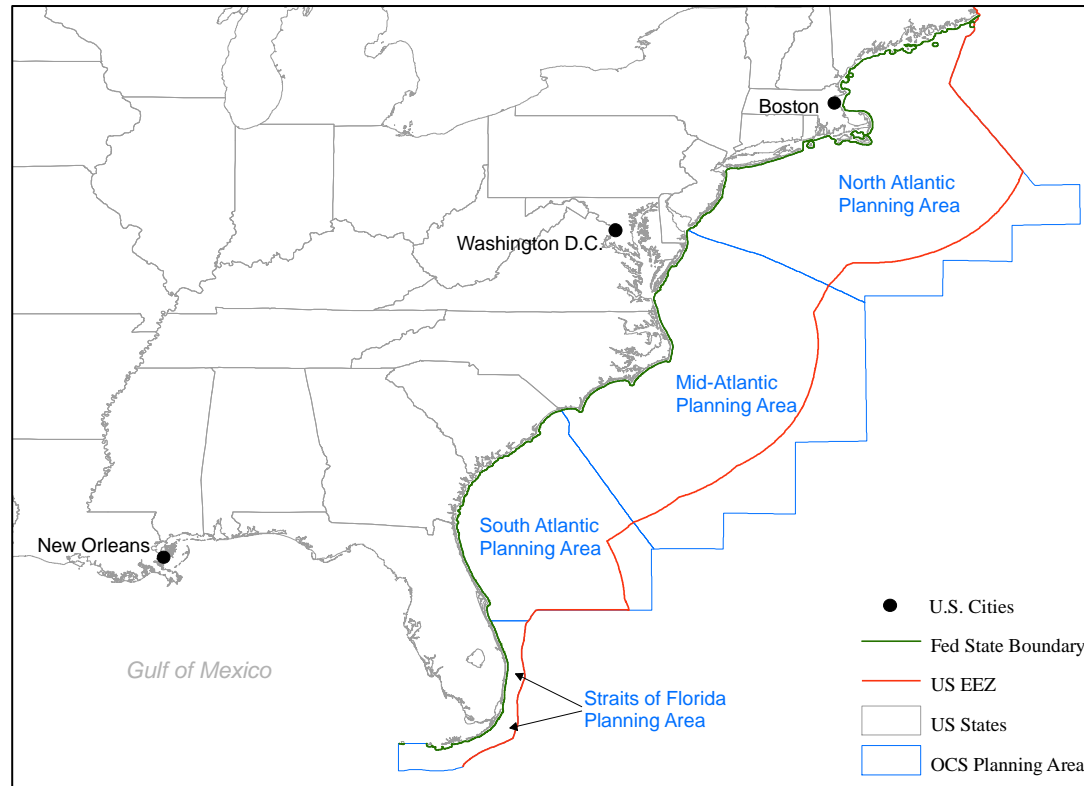 Boston
North Atlantic
Planning Area
Washington D.C.
Mid-Atlantic
Planning Area
South Atlantic
Planning Area
New Orleans
Gulf of Mexico
Straits of Florida
Planning Area
U.S. Cities
Fed State Boundary
US EEZ
US States
OCS Planning Area